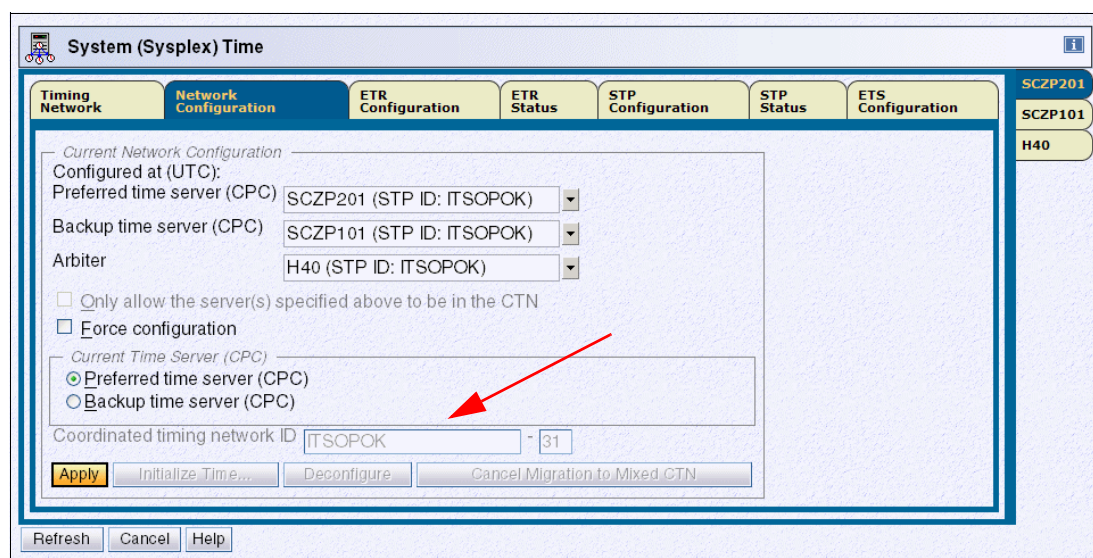 System (Sysplex) Time
i
Timing Network
Network Configuration
ETR Configuration
ETR Status
STP Configuration
STP Status
ETS Configuration
SCZP201
SCZP101
H40
Current Network Configuration
Configured at (UTC):
Preferred time server (CPC) SCZP201 (STP ID: ITSOPOK)
Backup time server (CPC) SCZP101 (STP ID: ITSOPOK)
Arbiter H40 (STP ID: ITSOPOK)
Only allow the server(s) specified above to be in the CTN
Force configuration
Current Time Server (CPC)
Preferred time server (CPC)
Backup time server (CPC)
Coordinated timing network ID ITSOPOK - 31
Apply Initialize Time... Deconfigure Cancel Migration to Mixed CTN
Refresh Cancel Help